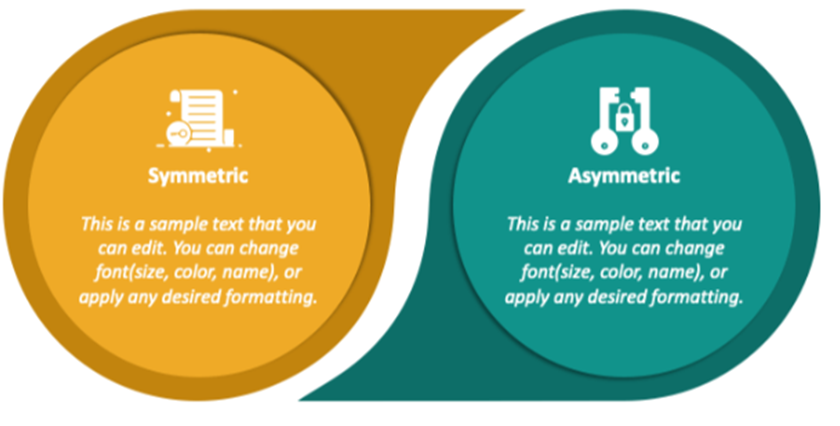 Symmetric
This is a sample text that you
can edit. You can change
font(size, color, name), or
apply any desired formatting.
Asymmetric
This is a sample text that you
can edit. You can change
font(size, color, name), or
apply any desired formatting.